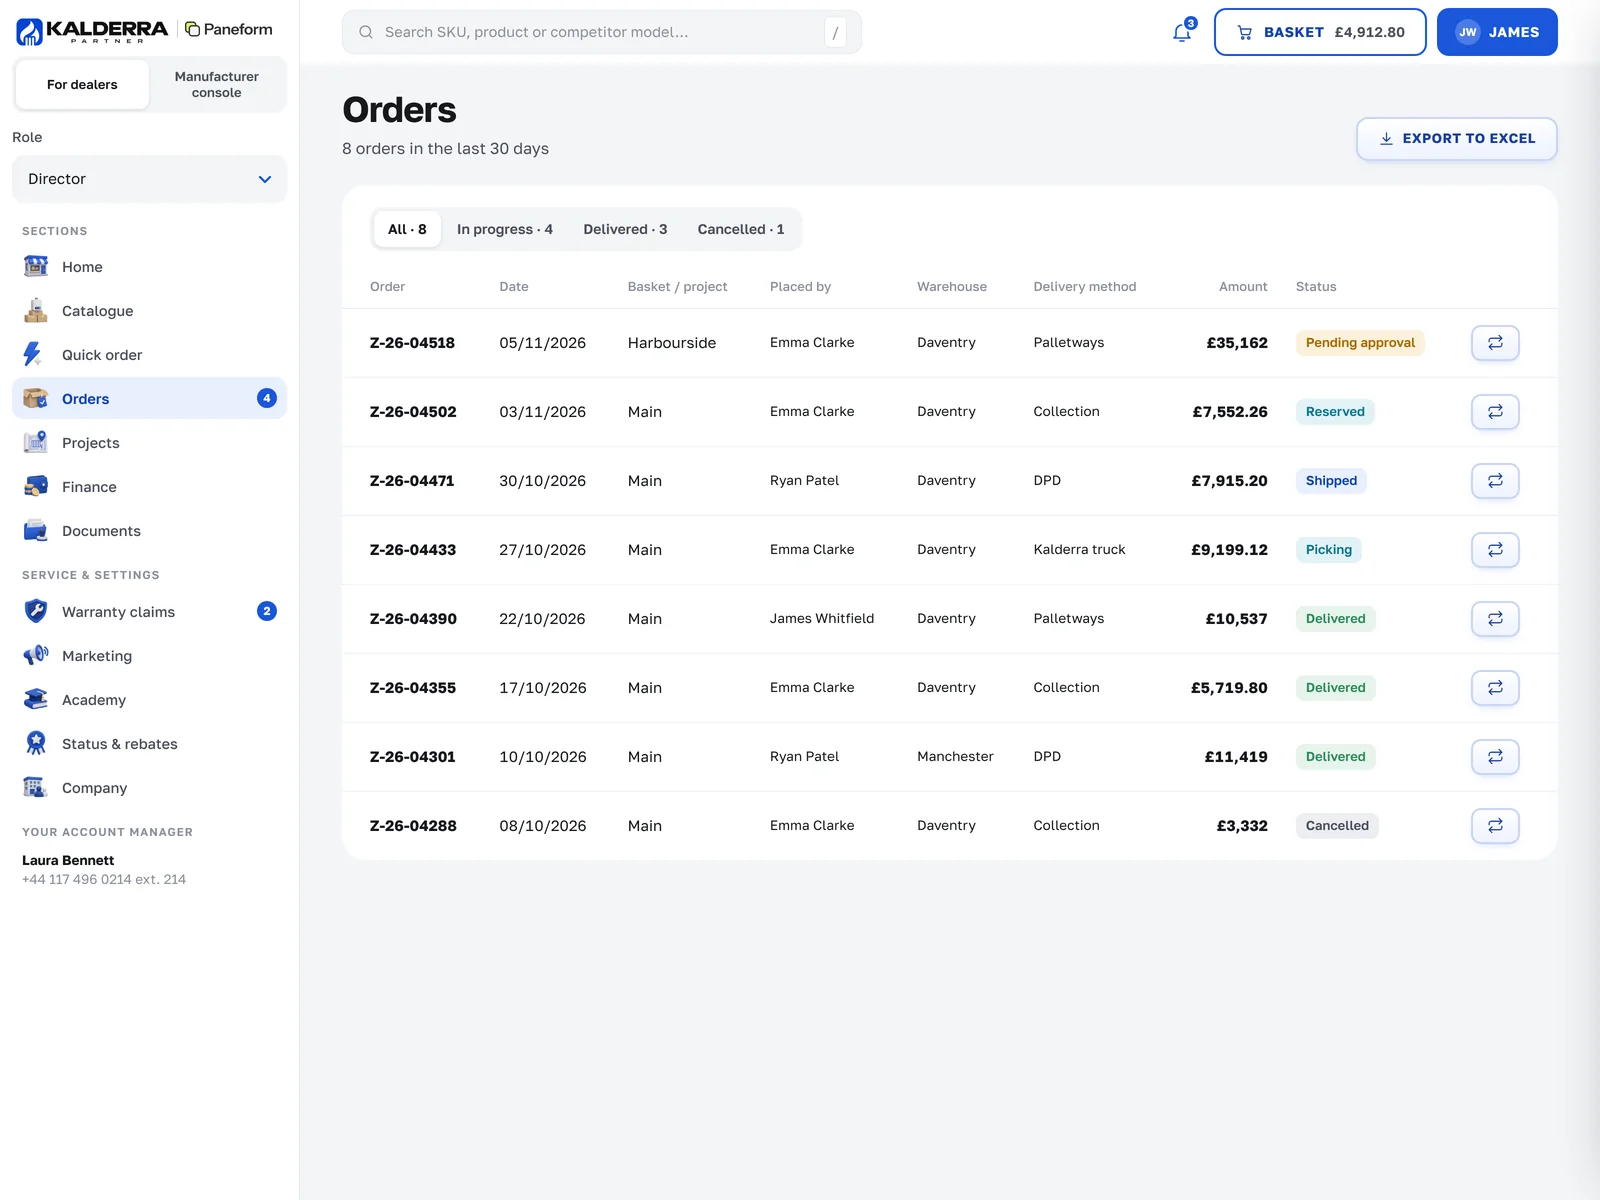 KALDERRA
PARTNER
Paneform
For dealers
Manufacturer
console
Role
Director
SECTIONS
Home
Catalogue
Quick order
Orders 4
Projects
Finance
Documents
SERVICE & SETTINGS
Warranty claims 2
Marketing
Academy
Status & rebates
Company
YOUR ACCOUNT MANAGER
Laura Bennett
+44 117 496 0214 ext. 214
Search SKU, product or competitor model... /
3
BASKET £4,912.80
JW JAMES
Orders
8 orders in the last 30 days
EXPORT TO EXCEL
All · 8 In progress · 4 Delivered · 3 Cancelled · 1
Order Date Basket / project Placed by Warehouse Delivery method Amount Status
Z-26-04518 05/11/2026 Harbourside Emma Clarke Daventry Palletways £35,162 Pending approval
Z-26-04502 03/11/2026 Main Emma Clarke Daventry Collection £7,552.26 Reserved
Z-26-04471 30/10/2026 Main Ryan Patel Daventry DPD £7,915.20 Shipped
Z-26-04433 27/10/2026 Main Emma Clarke Daventry Kalderra truck £9,199.12 Picking
Z-26-04390 22/10/2026 Main James Whitfield Daventry Palletways £10,537 Delivered
Z-26-04355 17/10/2026 Main Emma Clarke Daventry Collection £5,719.80 Delivered
Z-26-04301 10/10/2026 Main Ryan Patel Manchester DPD £11,419 Delivered
Z-26-04288 08/10/2026 Main Emma Clarke Daventry Collection £3,332 Cancelled